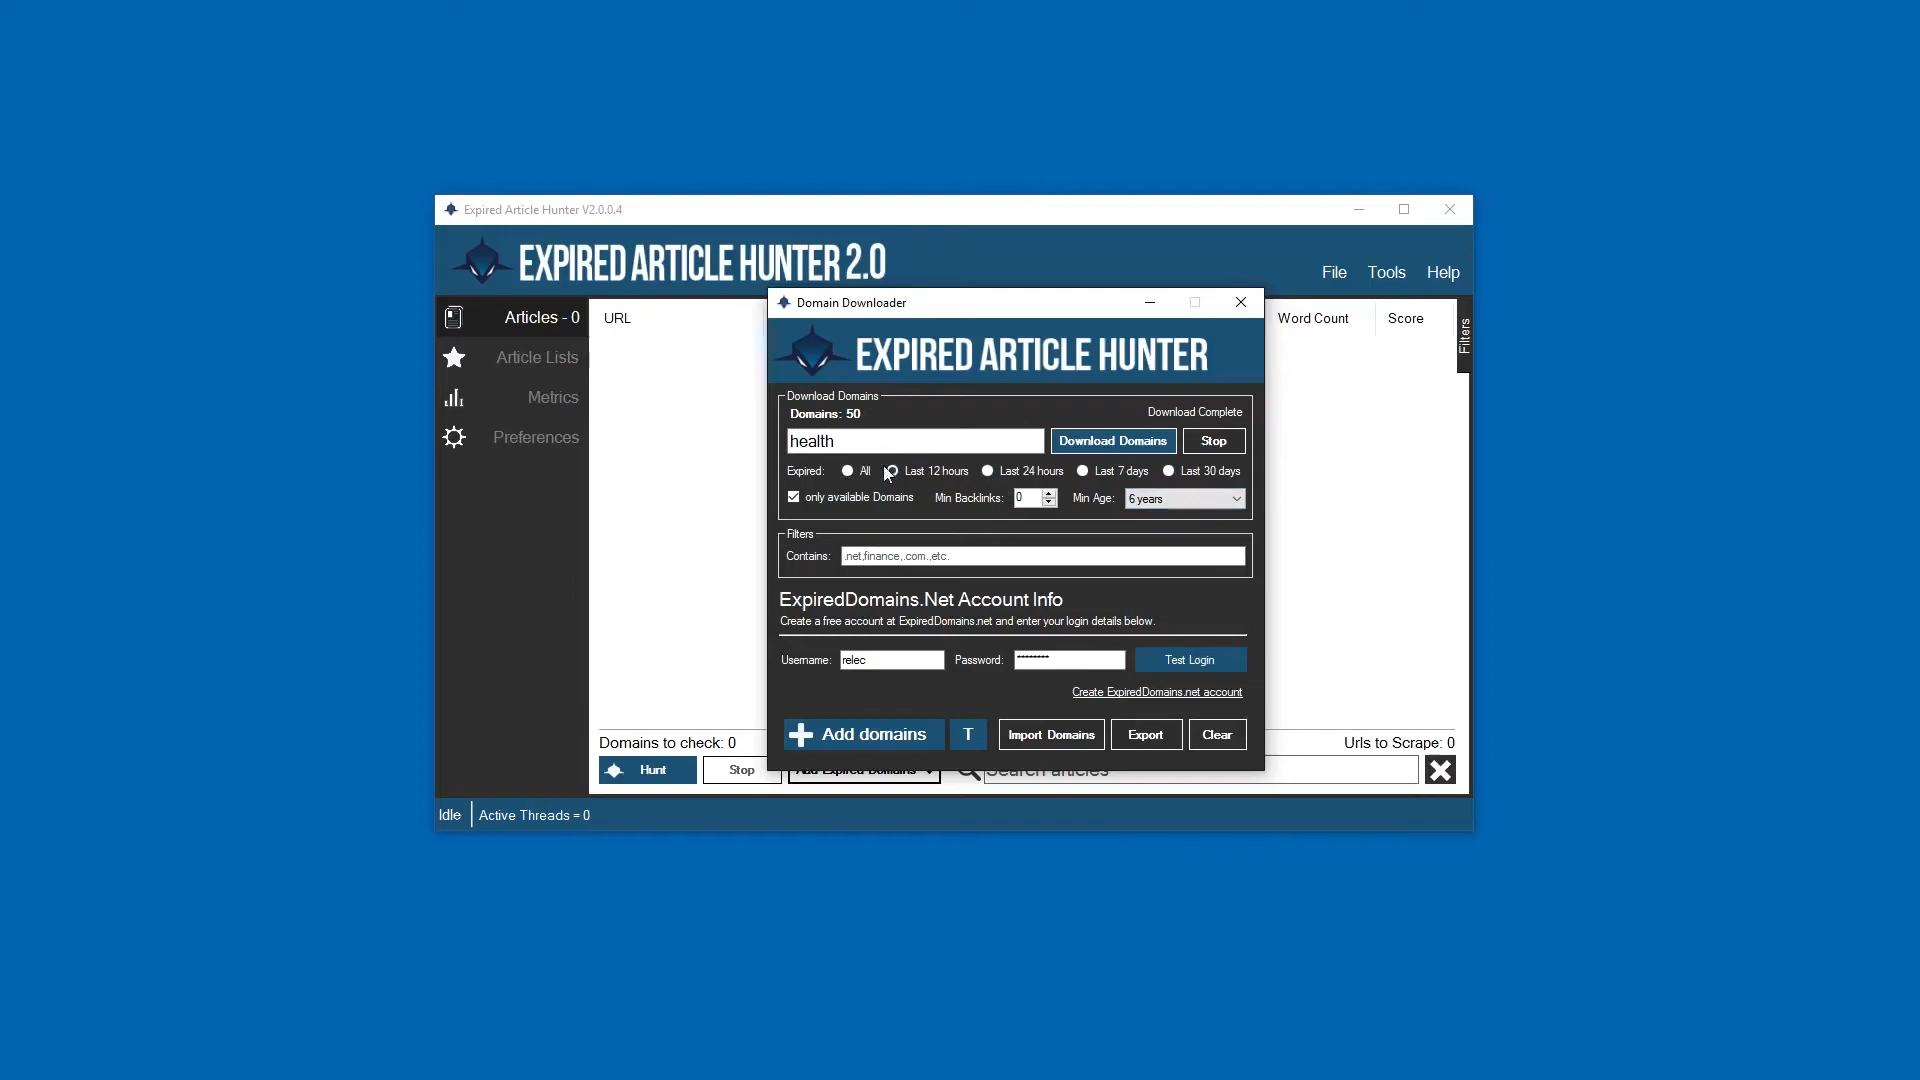 Expired Article Hunter V2.0.0.4
EXPIRED ARTICLE HUNTER 2.0
File Tools Help
Domain Downloader
EXPIRED ARTICLE HUNTER
Articles - 0
Article Lists
Metrics
Preferences
URL
Word Count
Score
Filters
Download Domains
Domains: 50
Download Complete
health
Download Domains
Stop
Expired: All Last 12 hours Last 24 hours Last 7 days Last 30 days
only available Domains Min Backlinks: 0 Min Age: 6 years
Filters
Contains: .net,finance,.com.,etc.
ExpiredDomains.Net Account Info
Create a free account at ExpiredDomains.net and enter your login details below.
Username: relec Password: ******** Test Login
Create ExpiredDomains.net account
Add domains T Import Domains Export Clear
Domains to check: 0
Urls to Scrape: 0
Hunt Stop Add Expired Domains Search articles
Idle Active Threads = 0